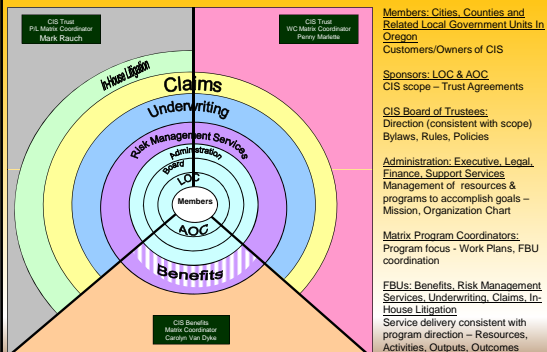 CIS Trust
P/L Matrix Coordinator
Mark Rauch
CIS Trust
WC Matrix Coordinator
Penny Marlette
In-House Litigation
Claims
Underwriting
Risk Management Services
Administration
Board
LOC
Members
AOC
Benefits
CIS Benefits
Matrix Coordinator
Carolyn Van Dyke
Members: Cities, Counties and
Related Local Government Units In
Oregon
Customers/Owners of CIS
Sponsors: LOC & AOC
CIS scope – Trust Agreements
CIS Board of Trustees:
Direction (consistent with scope)
Bylaws, Rules, Policies
Administration: Executive, Legal,
Finance, Support Services
Management of resources &
programs to accomplish goals –
Mission, Organization Chart
Matrix Program Coordinators:
Program focus - Work Plans, FBU
coordination
FBUs: Benefits, Risk Management
Services, Underwriting, Claims, In-
House Litigation
Service delivery consistent with
program direction – Resources,
Activities, Outputs, Outcomes